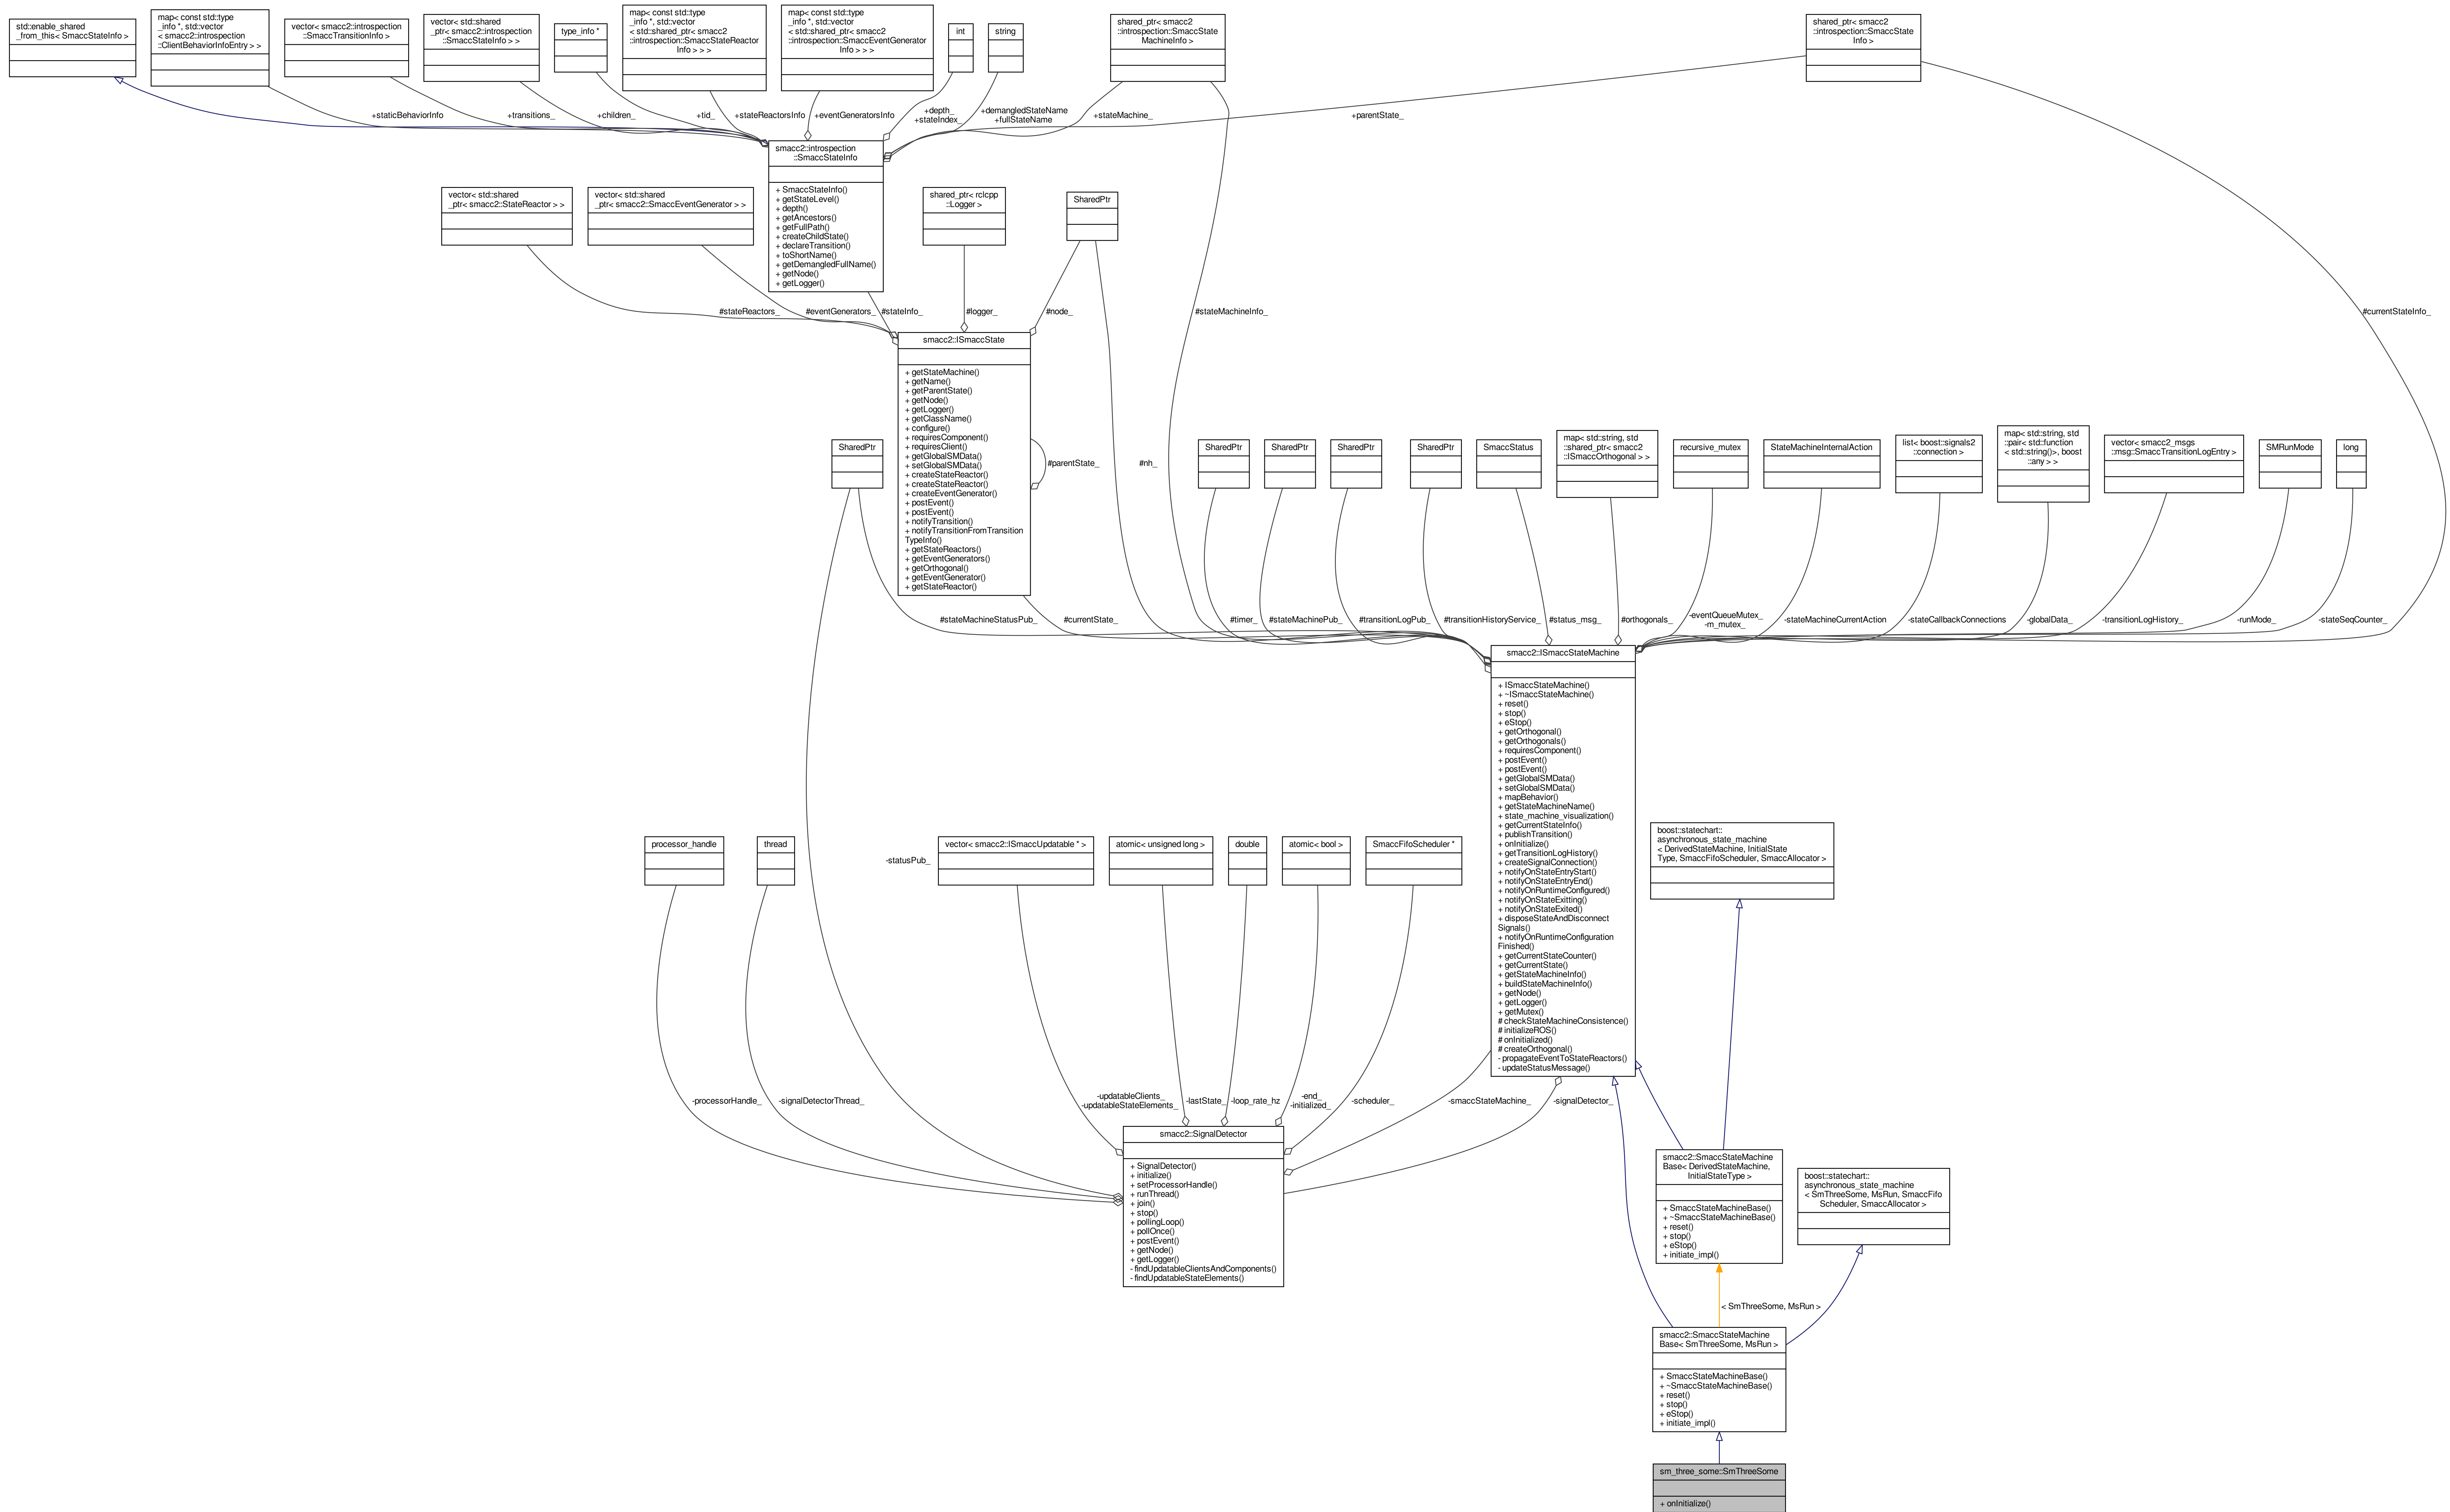 std::enable_shared
_from_this< SmaccStateInfo >
map< const std::type
_info *, std::vector
< smacc2::introspection
::ClientBehaviorInfoEntry > >
vector< smacc2::introspection
::SmaccTransitionInfo >
vector< std::shared
_ptr< smacc2::introspection
::SmaccStateInfo > >
type_info *
map< const std::type
_info *, std::vector
< std::shared_ptr< smacc2
::introspection::SmaccStateReactor
Info > > >
map< const std::type
_info *, std::vector
< std::shared_ptr< smacc2
::introspection::SmaccEventGenerator
Info > > >
int
string
shared_ptr< smacc2
::introspection::SmaccState
MachineInfo >
shared_ptr< smacc2
::introspection::SmaccState
Info >
+staticBehaviorInfo
+transitions_
+children_
+tid_
+stateReactorsInfo
+eventGeneratorsInfo
+depth_
+stateIndex_
+demangledStateName
+fullStateName
+stateMachine_
+parentState_
smacc2::introspection
::SmaccStateInfo
+ SmaccStateInfo()
+ getStateLevel()
+ depth()
+ getAncestors()
+ getFullPath()
+ createChildState()
+ declareTransition()
+ toShortName()
+ getDemangledFullName()
+ getNode()
+ getLogger()
vector< std::shared
_ptr< smacc2::StateReactor > >
vector< std::shared
_ptr< smacc2::SmaccEventGenerator > >
shared_ptr< rclcpp
::Logger >
SharedPtr
#stateReactors_
#eventGenerators_
#stateInfo_
#logger_
#node_
#stateMachineInfo_
#currentStateInfo_
smacc2::ISmaccState
+ getStateMachine()
+ getName()
+ getParentState()
+ getNode()
+ getLogger()
+ getClassName()
+ configure()
+ requiresComponent()
+ requiresClient()
+ getGlobalSMData()
+ setGlobalSMData()
+ createStateReactor()
+ createStateReactor()
+ createEventGenerator()
+ postEvent()
+ postEvent()
+ notifyTransition()
+ notifyTransitionFromTransition
TypeInfo()
+ getStateReactors()
+ getEventGenerators()
+ getOrthogonal()
+ getEventGenerator()
+ getStateReactor()
#parentState_
#nh_
SharedPtr
SharedPtr
SharedPtr
SharedPtr
SharedPtr
SmaccStatus
map< std::string, std
::shared_ptr< smacc2
::ISmaccOrthogonal > >
recursive_mutex
StateMachineInternalAction
list< boost::signals2
::connection >
map< std::string, std
::pair< std::function
< std::string()>, boost
::any > >
vector< smacc2_msgs
::msg::SmaccTransitionLogEntry >
SMRunMode
long
#stateMachineStatusPub_
#currentState_
#timer_
#stateMachinePub_
#transitionLogPub_
#transitionHistoryService_
#status_msg_
#orthogonals_
-eventQueueMutex_
-m_mutex_
-stateMachineCurrentAction
-stateCallbackConnections
-globalData_
-transitionLogHistory_
-runMode_
-stateSeqCounter_
smacc2::ISmaccStateMachine
+ ISmaccStateMachine()
+ ~ISmaccStateMachine()
+ reset()
+ stop()
+ eStop()
+ getOrthogonal()
+ getOrthogonals()
+ requiresComponent()
+ postEvent()
+ postEvent()
+ getGlobalSMData()
+ setGlobalSMData()
+ mapBehavior()
+ getStateMachineName()
+ state_machine_visualization()
+ getCurrentStateInfo()
+ publishTransition()
+ onInitialize()
+ getTransitionLogHistory()
+ createSignalConnection()
+ notifyOnStateEntryStart()
+ notifyOnStateEntryEnd()
+ notifyOnRuntimeConfigured()
+ notifyOnStateExitting()
+ notifyOnStateExited()
+ disposeStateAndDisconnect
Signals()
+ notifyOnRuntimeConfiguration
Finished()
+ getCurrentStateCounter()
+ getCurrentState()
+ getStateMachineInfo()
+ buildStateMachineInfo()
+ getNode()
+ getLogger()
+ getMutex()
# checkStateMachineConsistence()
# initializeROS()
# onInitialized()
# createOrthogonal()
- propagateEventToStateReactors()
- updateStatusMessage()
processor_handle
thread
-statusPub_
vector< smacc2::ISmaccUpdatable * >
atomic< unsigned long >
double
atomic< bool >
SmaccFifoScheduler *
boost::statechart::
asynchronous_state_machine
< DerivedStateMachine, InitialState
Type, SmaccFifoScheduler, SmaccAllocator >
-processorHandle_
-signalDetectorThread_
-updatableClients_
-updatableStateElements_
-lastState_
-loop_rate_hz
-end_
-initialized_
-scheduler_
-smaccStateMachine_
-signalDetector_
smacc2::SignalDetector
+ SignalDetector()
+ initialize()
+ setProcessorHandle()
+ runThread()
+ join()
+ stop()
+ pollingLoop()
+ pollOnce()
+ postEvent()
+ getNode()
+ getLogger()
- findUpdatableClientsAndComponents()
- findUpdatableStateElements()
smacc2::SmaccStateMachine
Base< DerivedStateMachine,
InitialStateType >
+ SmaccStateMachineBase()
+ ~SmaccStateMachineBase()
+ reset()
+ stop()
+ eStop()
+ initiate_impl()
boost::statechart::
asynchronous_state_machine
< SmThreeSome, MsRun, SmaccFifo
Scheduler, SmaccAllocator >
< SmThreeSome, MsRun >
smacc2::SmaccStateMachine
Base< SmThreeSome, MsRun >
+ SmaccStateMachineBase()
+ ~SmaccStateMachineBase()
+ reset()
+ stop()
+ eStop()
+ initiate_impl()
sm_three_some::SmThreeSome
+ onInitialize()